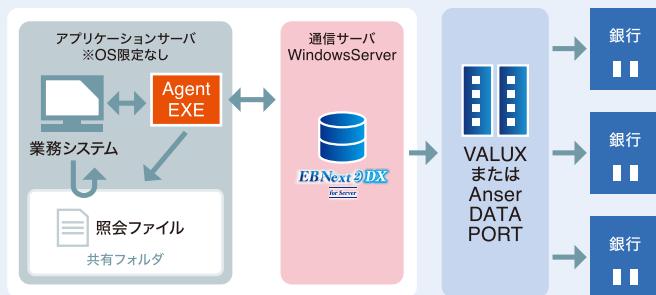 アプリケーションサーバ
※OS限定なし
業務システム
Agent
EXE
照会ファイル
共有フォルダ
通信サーバ
WindowsServer
EBNext DX
for Server
VALUX
または
Anser
DATA
PORT
銀行
銀行
銀行